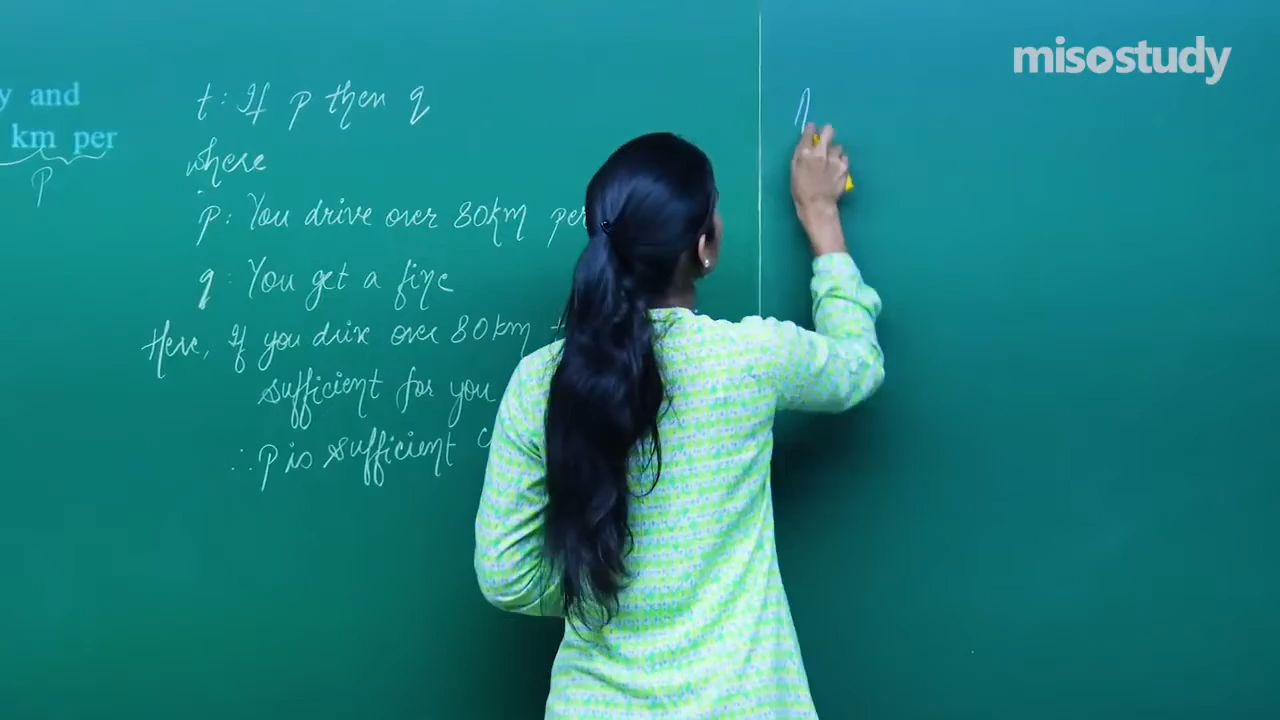 misostudy
y and
km per
P
t: If p then q
where
p: You drive over 80km per
q: You get a fine
Here, If you drive over 80km
sufficient for you
∴ p is sufficient